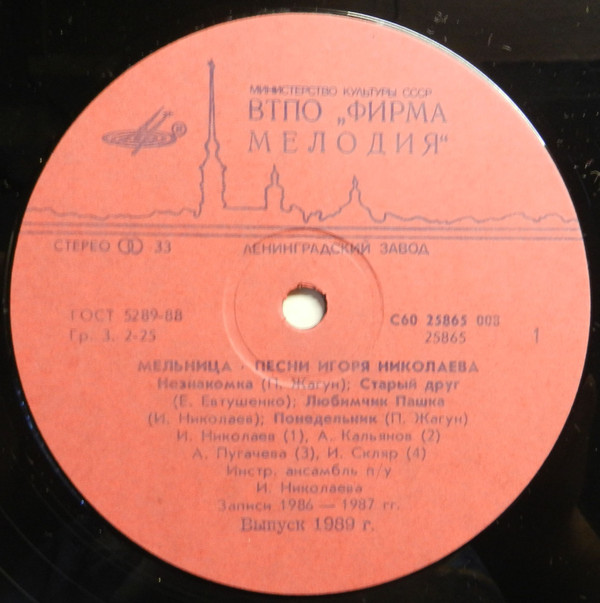 МИНИСТЕРСТВО КУЛЬТУРЫ СССР
ВТПО „ФИРМА
МЕЛОДИЯ“
СТЕРЕО 33
ЛЕНИНГРАДСКИЙ ЗАВОД
ГОСТ 5289-88
С60 25865 008
Гр. 3. 2-25
25865
1
МЕЛЬНИЦА · ПЕСНИ ИГОРЯ НИКОЛАЕВА
Незнакомка (П. Жагун); Старый друг
(Е. Евтушенко); Любимчик Пашка
(И. Николаев); Понедельник (П. Жагун)
И. Николаев (1), А. Кальянов (2)
А. Пугачева (3), И. Скляр (4)
Инстр. ансамбль п/у
И. Николаева
Записи 1986 — 1987 гг.
Выпуск 1989 г.